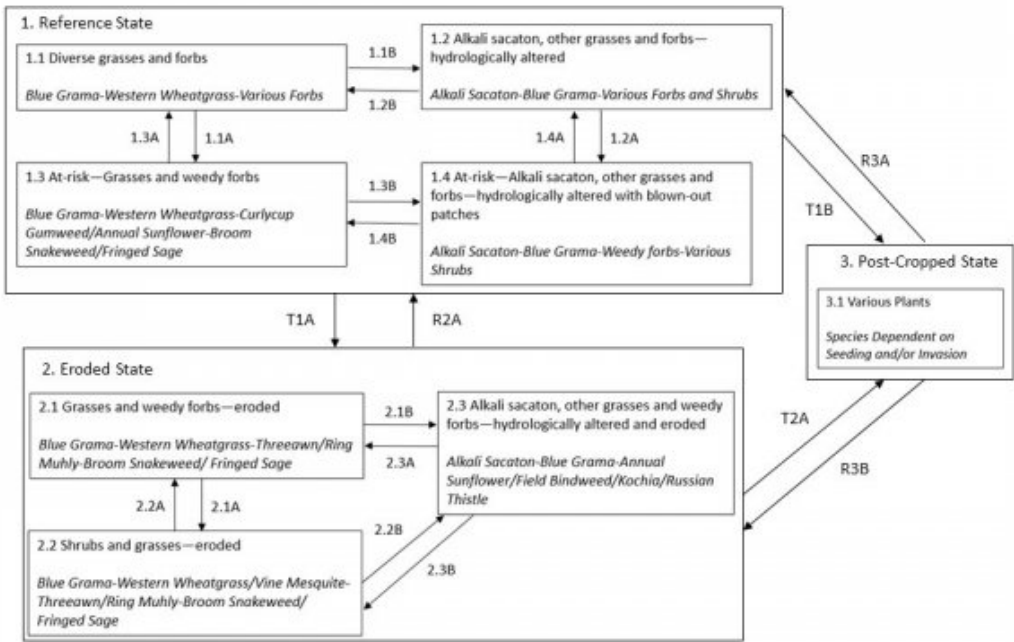 1. Reference State
1.1 Diverse grasses and forbs
Blue Grama-Western Wheatgrass-Various Forbs
1.1B
1.2B
1.2 Alkali sacaton, other grasses and forbs—
hydrologically altered
Alkali Sacaton-Blue Grama-Various Forbs and Shrubs
1.3A
1.1A
1.4A
1.2A
1.3 At-risk—Grasses and weedy forbs
Blue Grama-Western Wheatgrass-Curlycup
Gumweed/Annual Sunflower-Broom
Snakeweed/Fringed Sage
1.3B
1.4B
1.4 At-risk—Alkali sacaton, other grasses and
forbs—hydrologically altered with blown-out
patches
Alkali Sacaton-Blue Grama-Weedy forbs-Various
Shrubs
R3A
T1B
3. Post-Cropped State
3.1 Various Plants
Species Dependent on
Seeding and/or Invasion
T1A
R2A
2. Eroded State
2.1 Grasses and weedy forbs—eroded
Blue Grama-Western Wheatgrass-Threeawn/Ring
Muhly-Broom Snakeweed/ Fringed Sage
2.1B
2.3A
2.3 Alkali sacaton, other grasses and weedy
forbs—hydrologically altered and eroded
Alkali Sacaton-Blue Grama-Annual
Sunflower/Field Bindweed/Kochia/Russian
Thistle
T2A
R3B
2.2A
2.1A
2.2B
2.3B
2.2 Shrubs and grasses—eroded
Blue Grama-Western Wheatgrass/Vine Mesquite-
Threeawn/Ring Muhly-Broom Snakeweed/
Fringed Sage